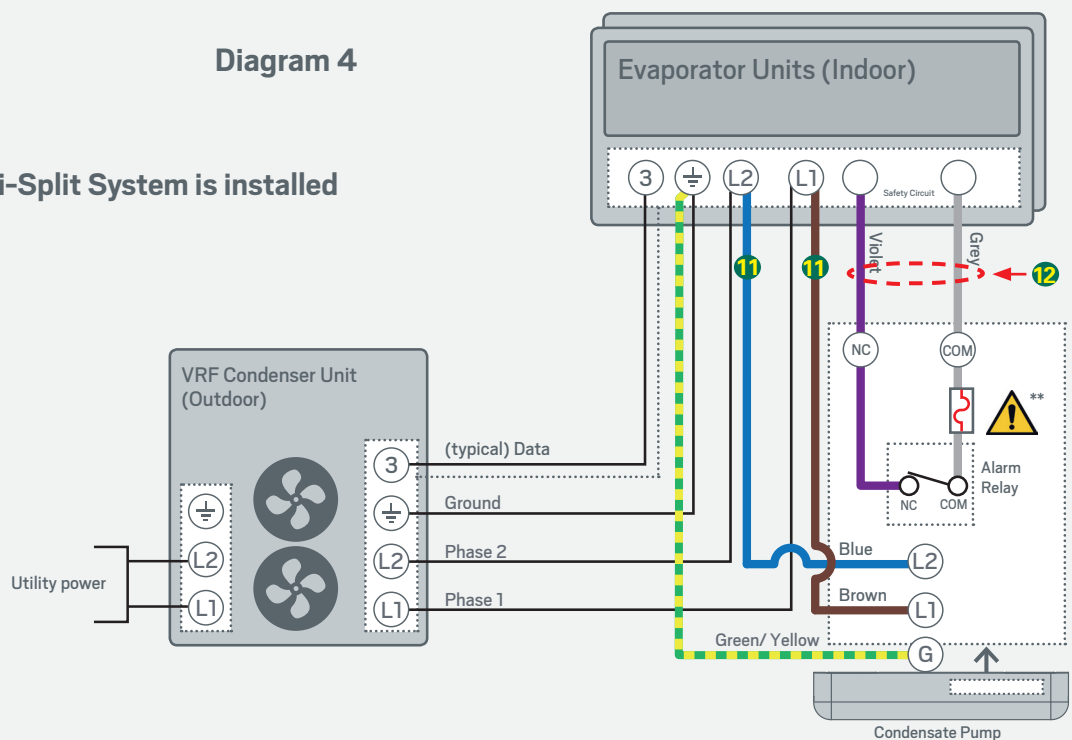 Diagram 4
i-Split System is installed
Evaporator Units (Indoor)
3
L2
L1
Safety Circuit
Violet
Grey
11
11
12
NC
COM
**
Alarm
Relay
NC
COM
VRF Condenser Unit
(Outdoor)
3
L2
L1
L2
L1
Utility power
(typical) Data
Ground
Phase 2
Phase 1
Blue
L2
Brown
L1
Green/ Yellow
G
Condensate Pump